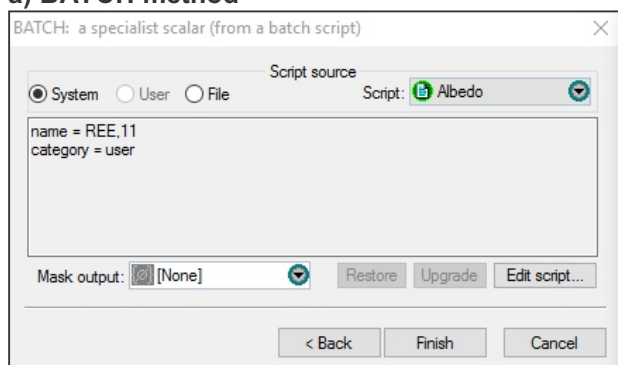 a) BATCH method
BATCH: a specialist scalar (from a batch script)
Script source
System User File Script: Albedo
name = REE,11
category = user
Mask output: [None] Restore Upgrade Edit script...
< Back Finish Cancel